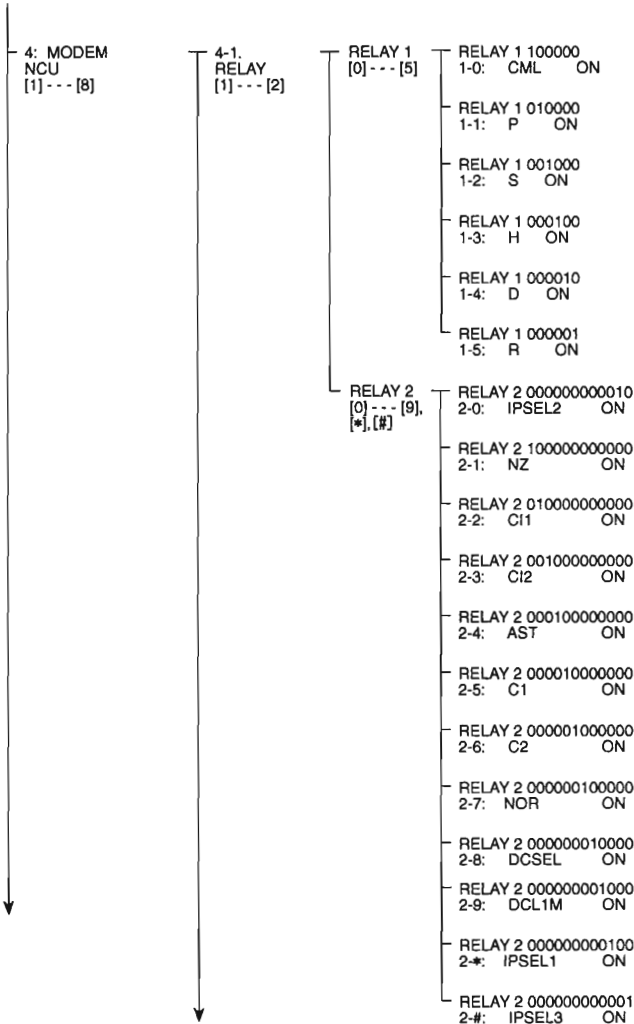 4: MODEM
NCU
[1] - - - [8]
4-1.
RELAY
[1] - - - [2]
RELAY 1
[0] - - - [5]
RELAY 1 100000
1-0: CML ON
RELAY 1 010000
1-1: P ON
RELAY 1 001000
1-2: S ON
RELAY 1 000100
1-3: H ON
RELAY 1 000010
1-4: D ON
RELAY 1 000001
1-5: R ON
RELAY 2
[0] - - - [9],
[*], [#]
RELAY 2 000000000010
2-0: IPSEL2 ON
RELAY 2 100000000000
2-1: NZ ON
RELAY 2 010000000000
2-2: CI1 ON
RELAY 2 001000000000
2-3: CI2 ON
RELAY 2 000100000000
2-4: AST ON
RELAY 2 000010000000
2-5: C1 ON
RELAY 2 000001000000
2-6: C2 ON
RELAY 2 000000100000
2-7: NOR ON
RELAY 2 000000010000
2-8: DCSEL ON
RELAY 2 000000001000
2-9: DCL1M ON
RELAY 2 000000000100
2-*: IPSEL1 ON
RELAY 2 000000000001
2-#: IPSEL3 ON